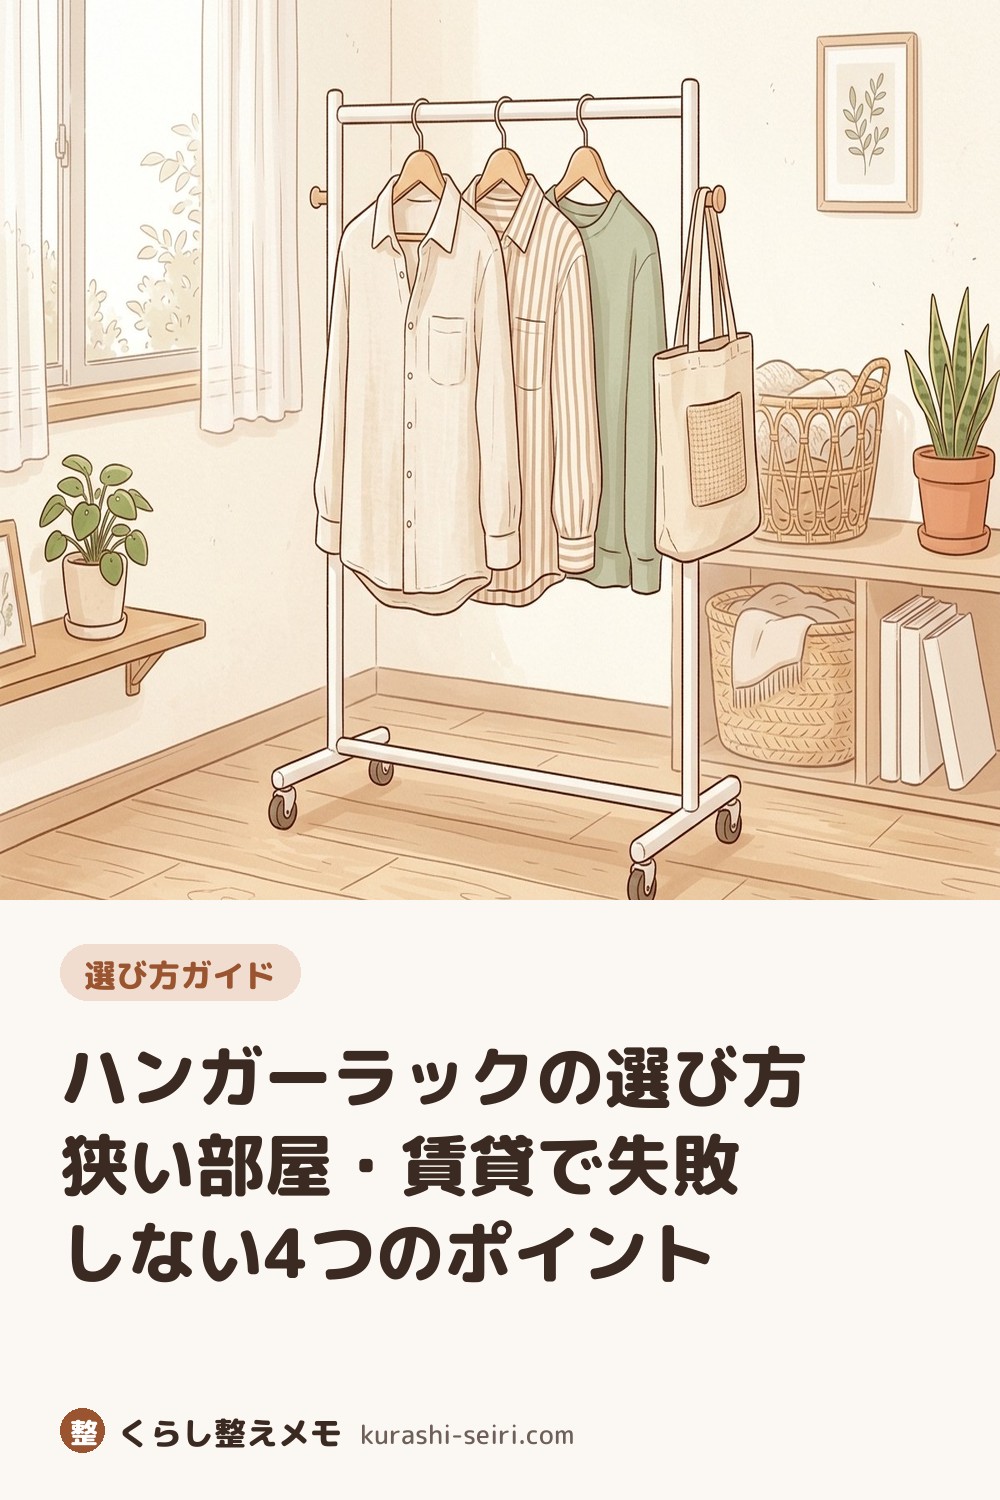 選び方ガイド
ハンガーラックの選び方
狭い部屋・賃貸で失敗
しない4つのポイント
整 くらし整えメモ kurashi-seiri.com